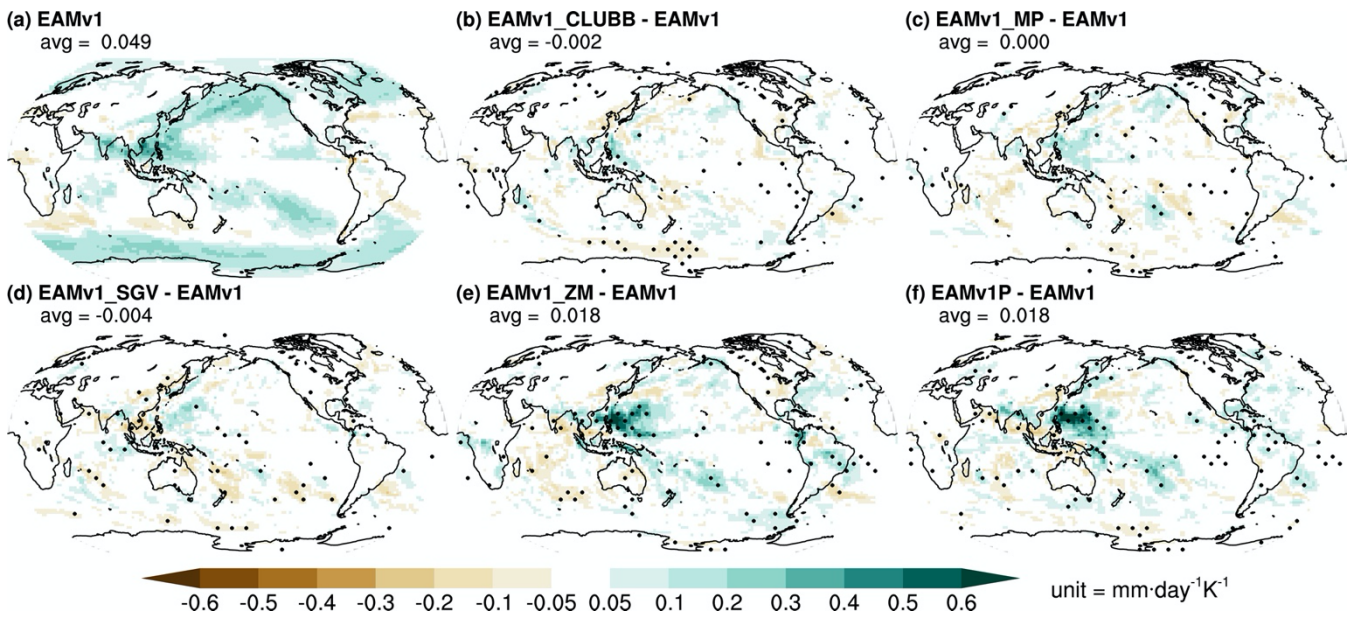 (a) EAMv1
avg = 0.049
(b) EAMv1_CLUBB - EAMv1
avg = -0.002
(c) EAMv1_MP - EAMv1
avg = 0.000
(d) EAMv1_SGV - EAMv1
avg = -0.004
(e) EAMv1_ZM - EAMv1
avg = 0.018
(f) EAMv1P - EAMv1
avg = 0.018
-0.6 -0.5 -0.4 -0.3 -0.2 -0.1 -0.05 0.05 0.1 0.2 0.3 0.4 0.5 0.6
unit = mm·day⁻¹K⁻¹